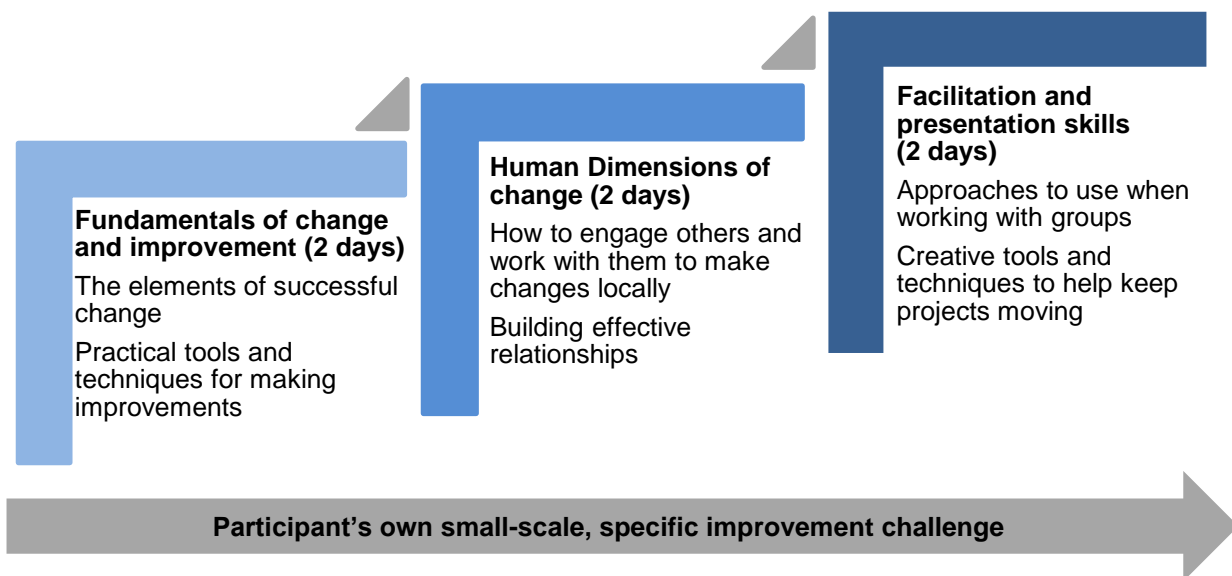 Fundamentals of change
and improvement (2 days)
The elements of successful
change
Practical tools and
techniques for making
improvements
Human Dimensions of
change (2 days)
How to engage others and
work with them to make
changes locally
Building effective
relationships
Facilitation and
presentation skills
(2 days)
Approaches to use when
working with groups
Creative tools and
techniques to help keep
projects moving
Participant’s own small-scale, specific improvement challenge